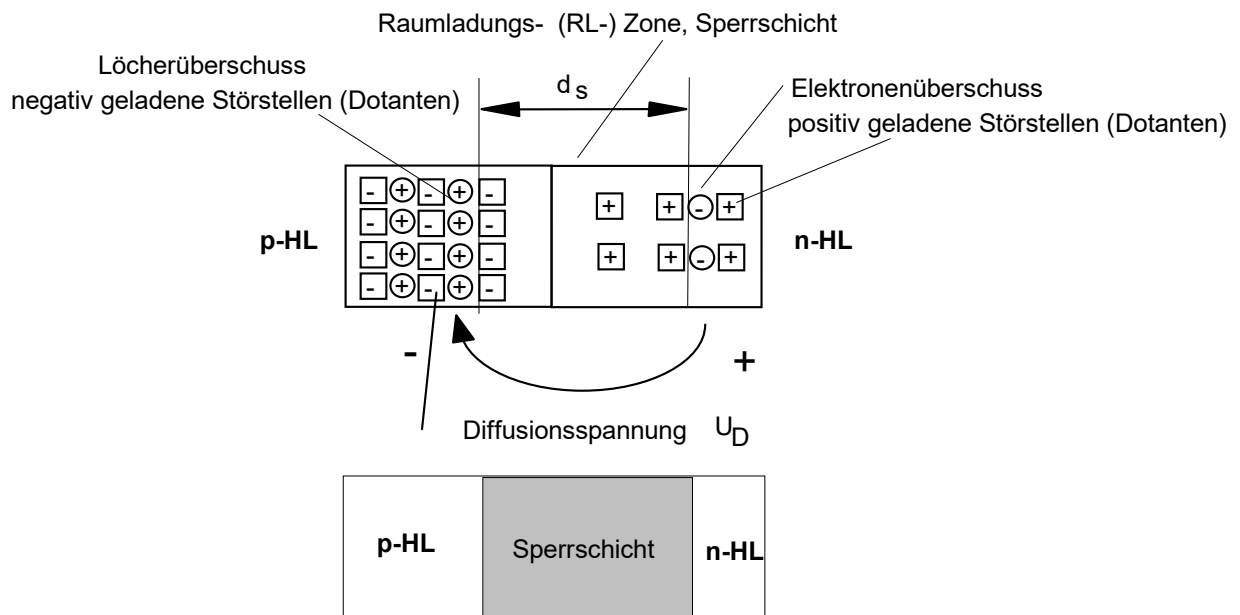 Raumladungs- (RL-) Zone, Sperrschicht
Löcherüberschuss
negativ geladene Störstellen (Dotanten)
d s
Elektronenüberschuss
positiv geladene Störstellen (Dotanten)
- + - + - + + - +
- + - + -
p-HL
n-HL
- + - + - + + - +
- + - + -
- +
Diffusionsspannung U D
p-HL Sperrschicht n-HL